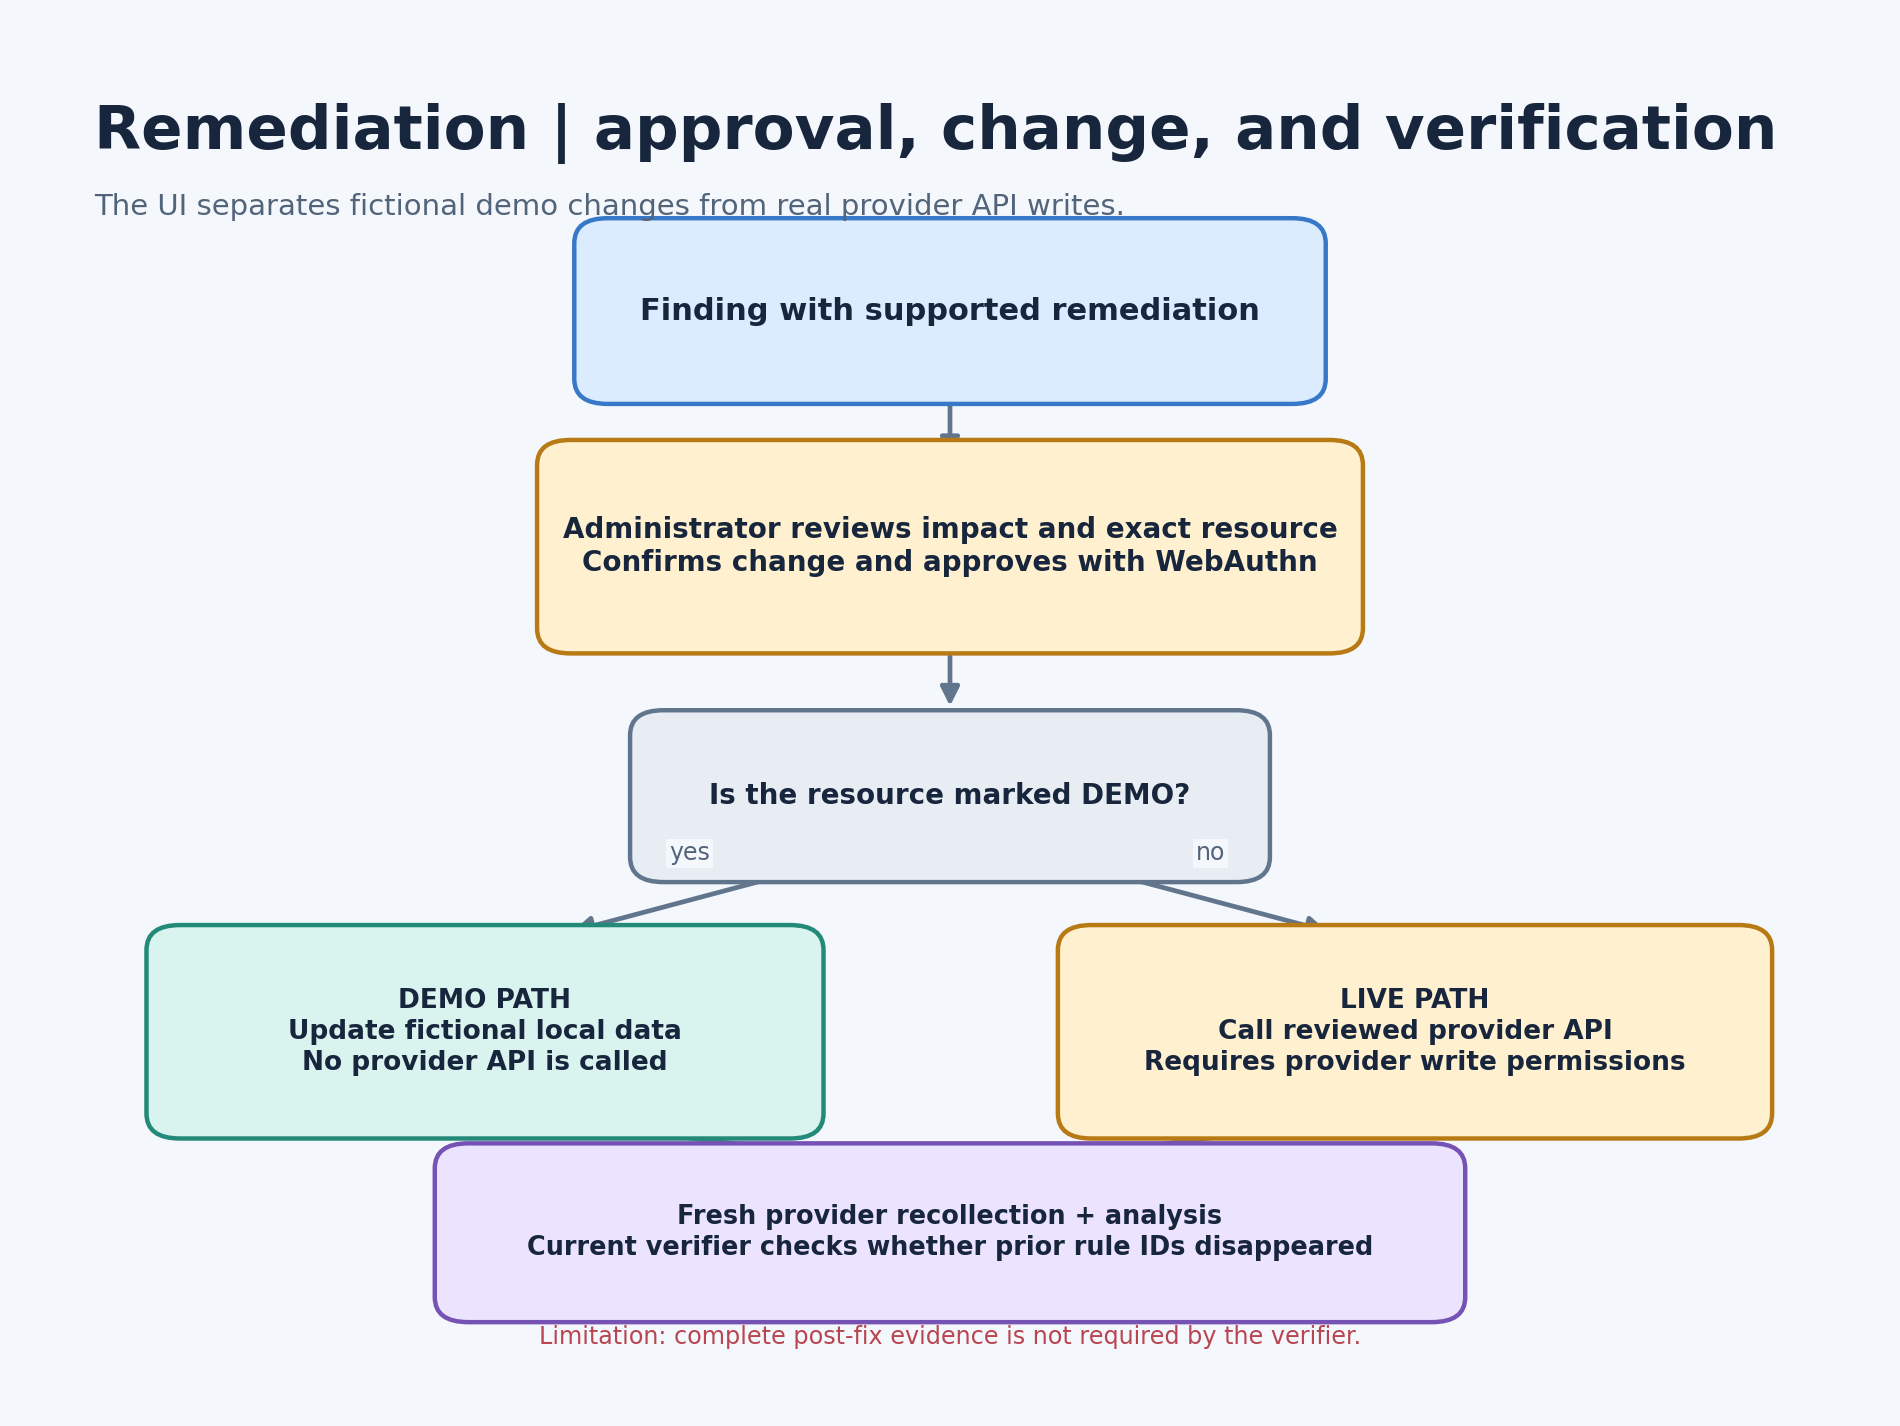 Remediation | approval, change, and verification
The UI separates fictional demo changes from real provider API writes.
Finding with supported remediation
Administrator reviews impact and exact resource
Confirms change and approves with WebAuthn
Is the resource marked DEMO?
yes
no
DEMO PATH
Update fictional local data
No provider API is called
LIVE PATH
Call reviewed provider API
Requires provider write permissions
Fresh provider recollection + analysis
Current verifier checks whether prior rule IDs disappeared
Limitation: complete post-fix evidence is not required by the verifier.